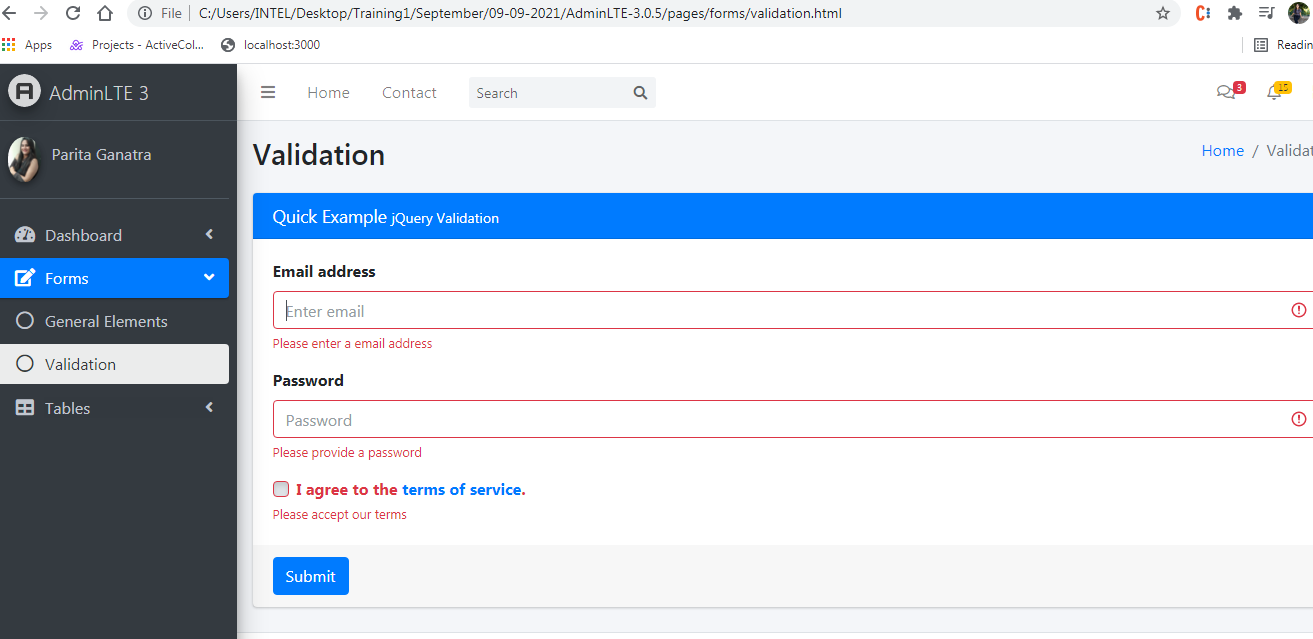 File C:/Users/INTEL/Desktop/Training1/September/09-09-2021/AdminLTE-3.0.5/pages/forms/validation.html
Apps Projects - ActiveCol... localhost:3000 Readin
AdminLTE 3 Home Contact Search 3 15
Parita Ganatra
Validation Home / Validat
Quick Example jQuery Validation
Dashboard
Forms
General Elements
Validation
Tables
Email address
Enter email
Please enter a email address
Password
Password
Please provide a password
I agree to the terms of service.
Please accept our terms
Submit